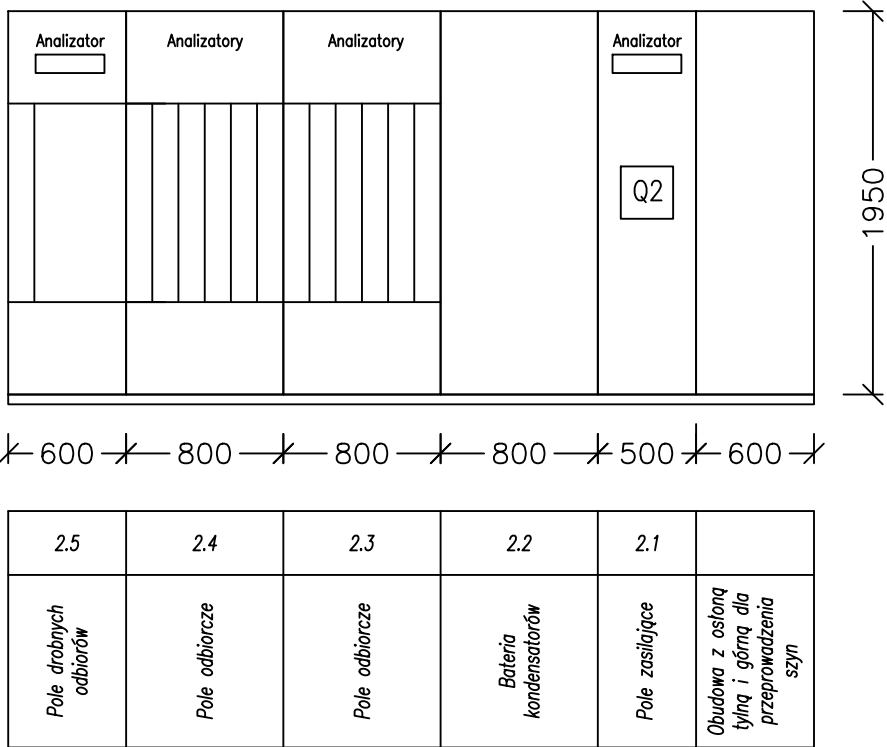 Analizator
Analizatory
Analizatory
Analizator
Q2
1950
600
800
800
800
500
600
2.5
2.4
2.3
2.2
2.1
Pole drobnych
odbiorów
Pole odbiorcze
Pole odbiorcze
Bateria
kondensatorów
Pole zasilające
Obudowa z osłoną
tylną i górną dla
przeprowadzenia
szyn